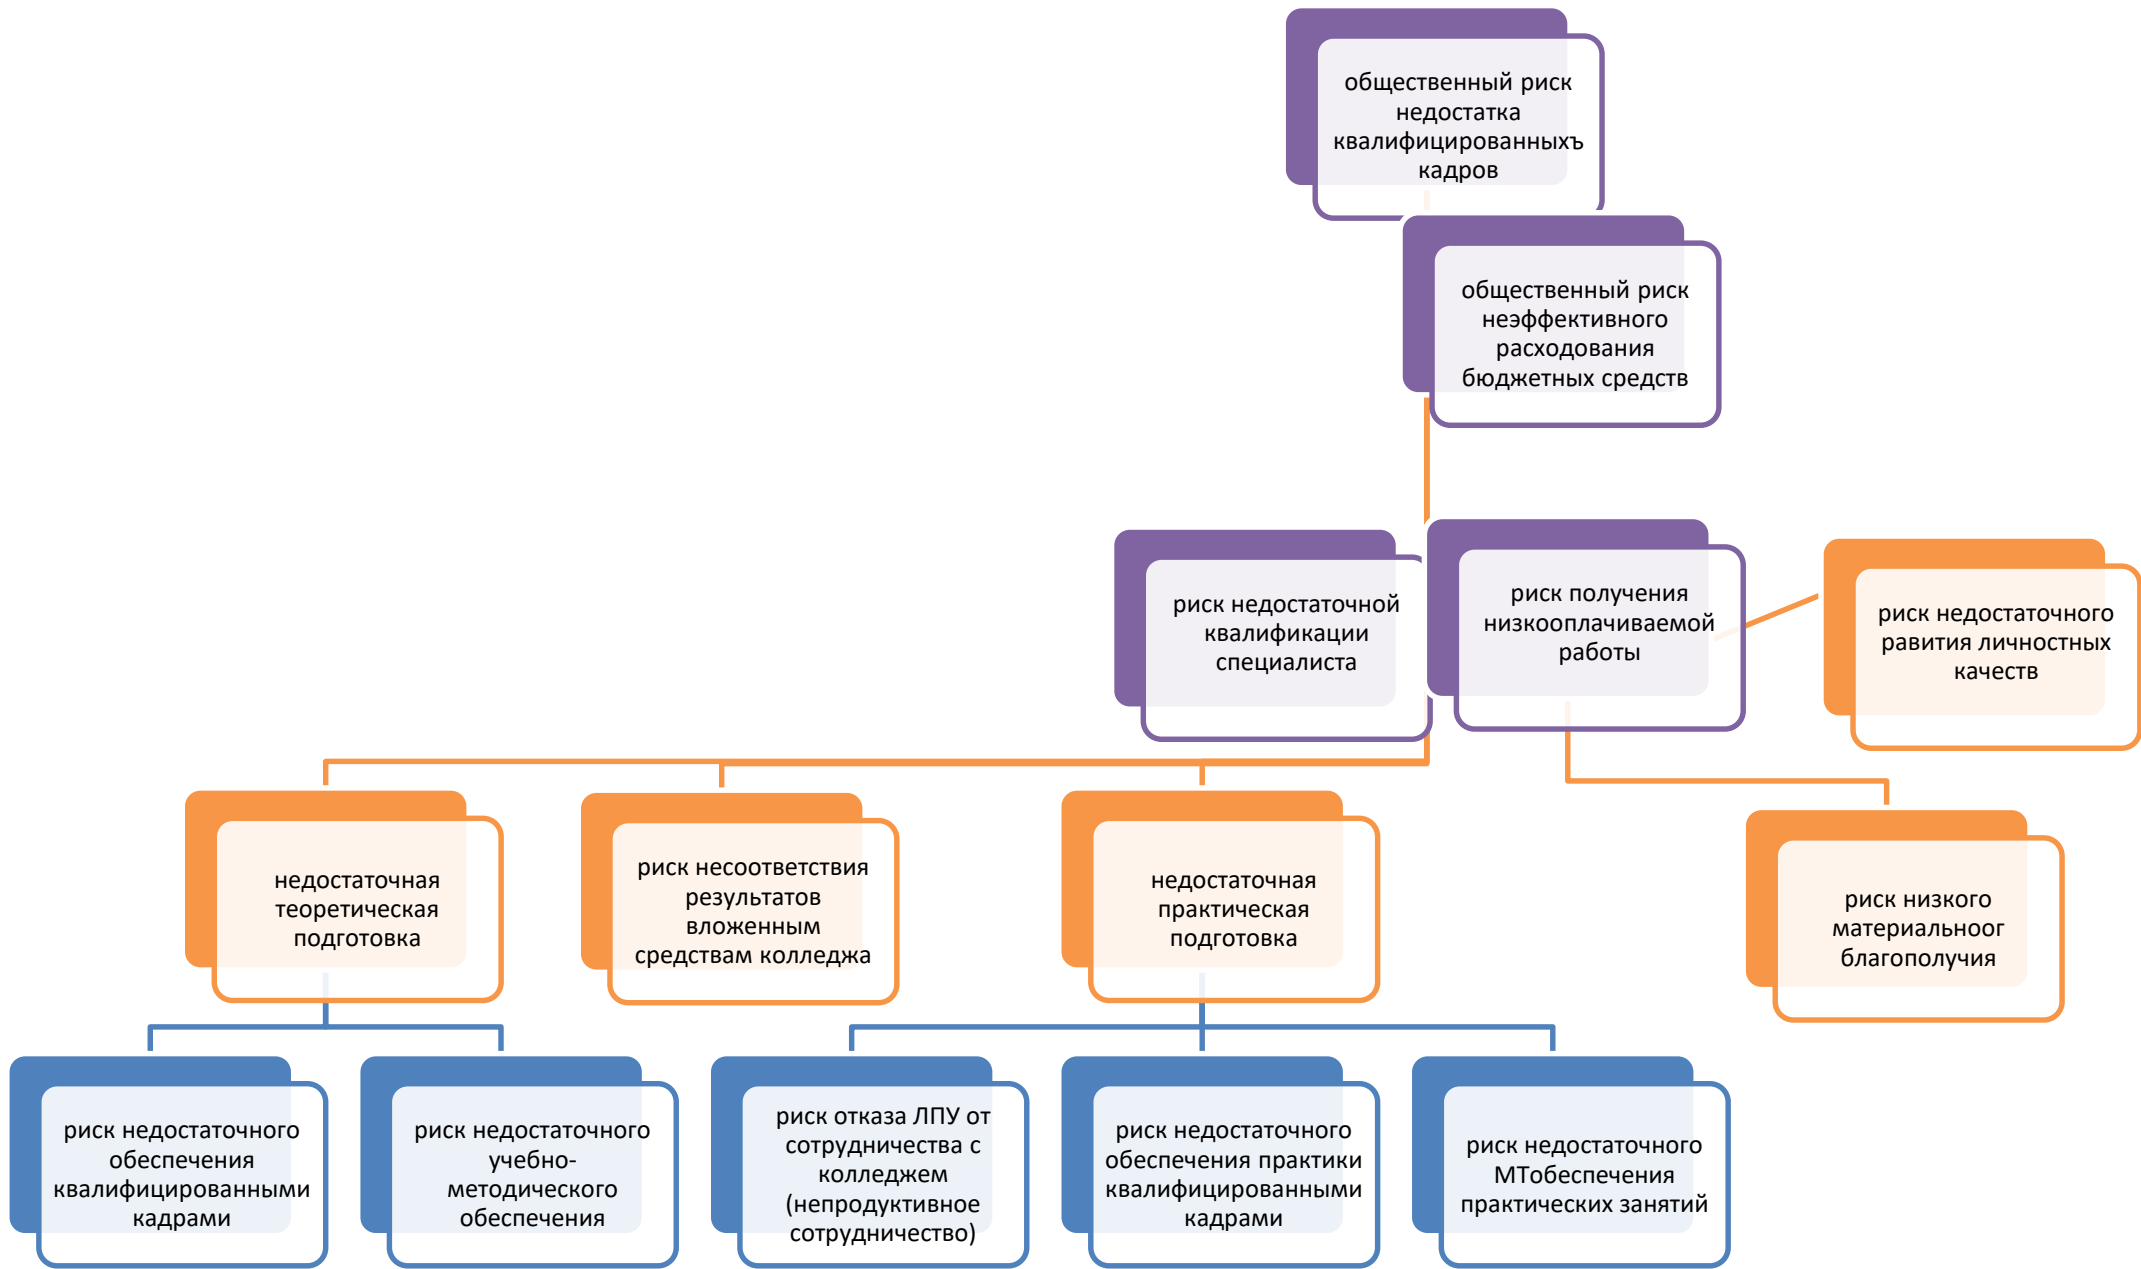 общественный риск
недостатка
квалифицированныхъ
кадров
общественный риск
неэффективного
расходования
бюджетных средств
риск недостаточной
квалификации
специалиста
риск получения
низкооплачиваемой
работы
риск недостаточного
равития личностных
качеств
недостаточная
теоретическая
подготовка
риск несоответствия
результатов
вложенным
средствам колледжа
недостаточная
практическая
подготовка
риск низкого
материальноог
благополучия
риск недостаточного
обеспечения
квалифицированными
кадрами
риск недостаточного
учебно-
методического
обеспечения
риск отказа ЛПУ от
сотрудничества с
колледжем
(непродуктивное
сотрудничество)
риск недостаточного
обеспечения практики
квалифицированными
кадрами
риск недостаточного
МТобеспечения
практических занятий